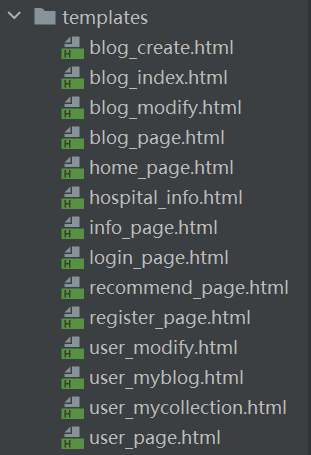 templates
blog_create.html
blog_index.html
blog_modify.html
blog_page.html
home_page.html
hospital_info.html
info_page.html
login_page.html
recommend_page.html
register_page.html
user_modify.html
user_myblog.html
user_mycollection.html
user_page.html